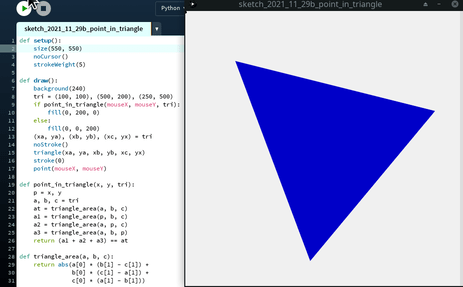 sketch_2021_11_29b_point_in_triangle
Python
sketch_2021_11_29b_point_in_triangle
1 def setup():
2 size(550, 550)
3 noCursor()
4 strokeWeight(5)
5
6 def draw():
7 background(240)
8 tri = (100, 100), (500, 200), (250, 500)
9 if point_in_triangle(mouseX, mouseY, tri):
10 fill(0, 200, 0)
11 else:
12 fill(0, 0, 200)
13 (xa, ya), (xb, yb), (xc, yx) = tri
14 noStroke()
15 triangle(xa, ya, xb, yb, xc, yx)
16 stroke(0)
17 point(mouseX, mouseY)
18
19 def point_in_triangle(x, y, tri):
20 p = x, y
21 a, b, c = tri
22 at = triangle_area(a, b, c)
23 a1 = triangle_area(p, b, c)
24 a2 = triangle_area(a, p, c)
25 a3 = triangle_area(a, b, p)
26 return (a1 + a2 + a3) == at
27
28 def triangle_area(a, b, c):
29 return abs(a[0] * (b[1] - c[1]) +
30 b[0] * (c[1] - a[1]) +
31 c[0] * (a[1] - b[1]))